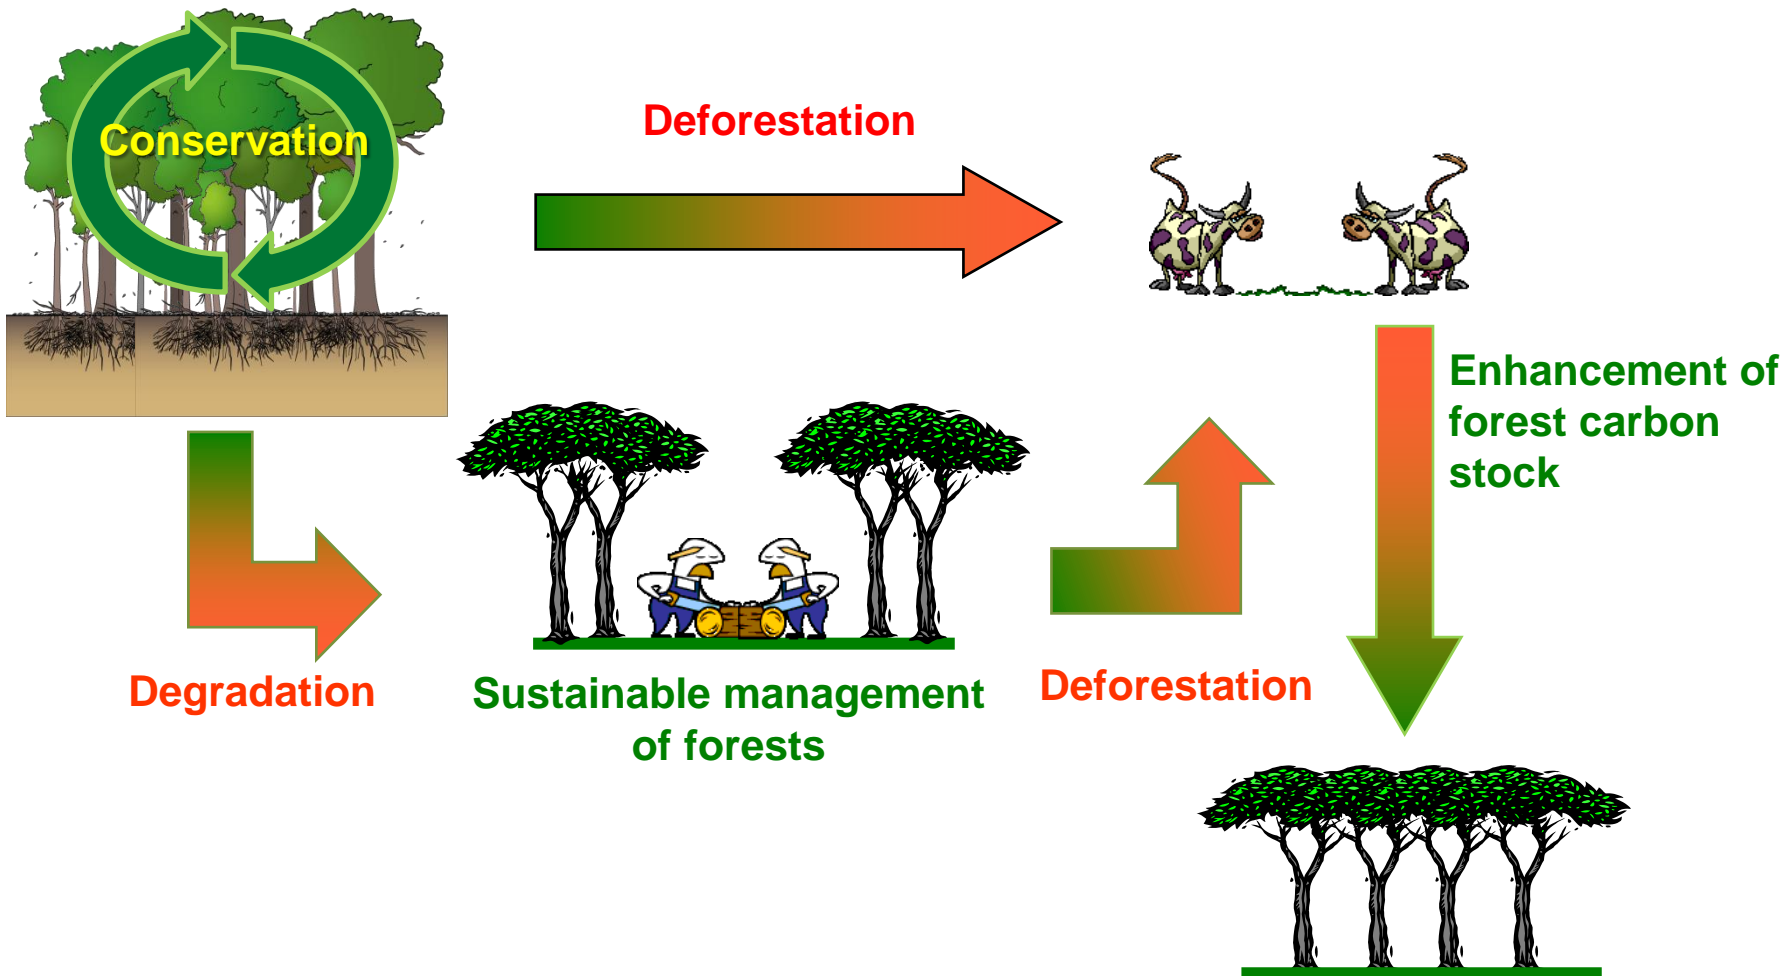 Conservation
Deforestation
Enhancement of
forest carbon
stock
Degradation
Sustainable management
of forests
Deforestation